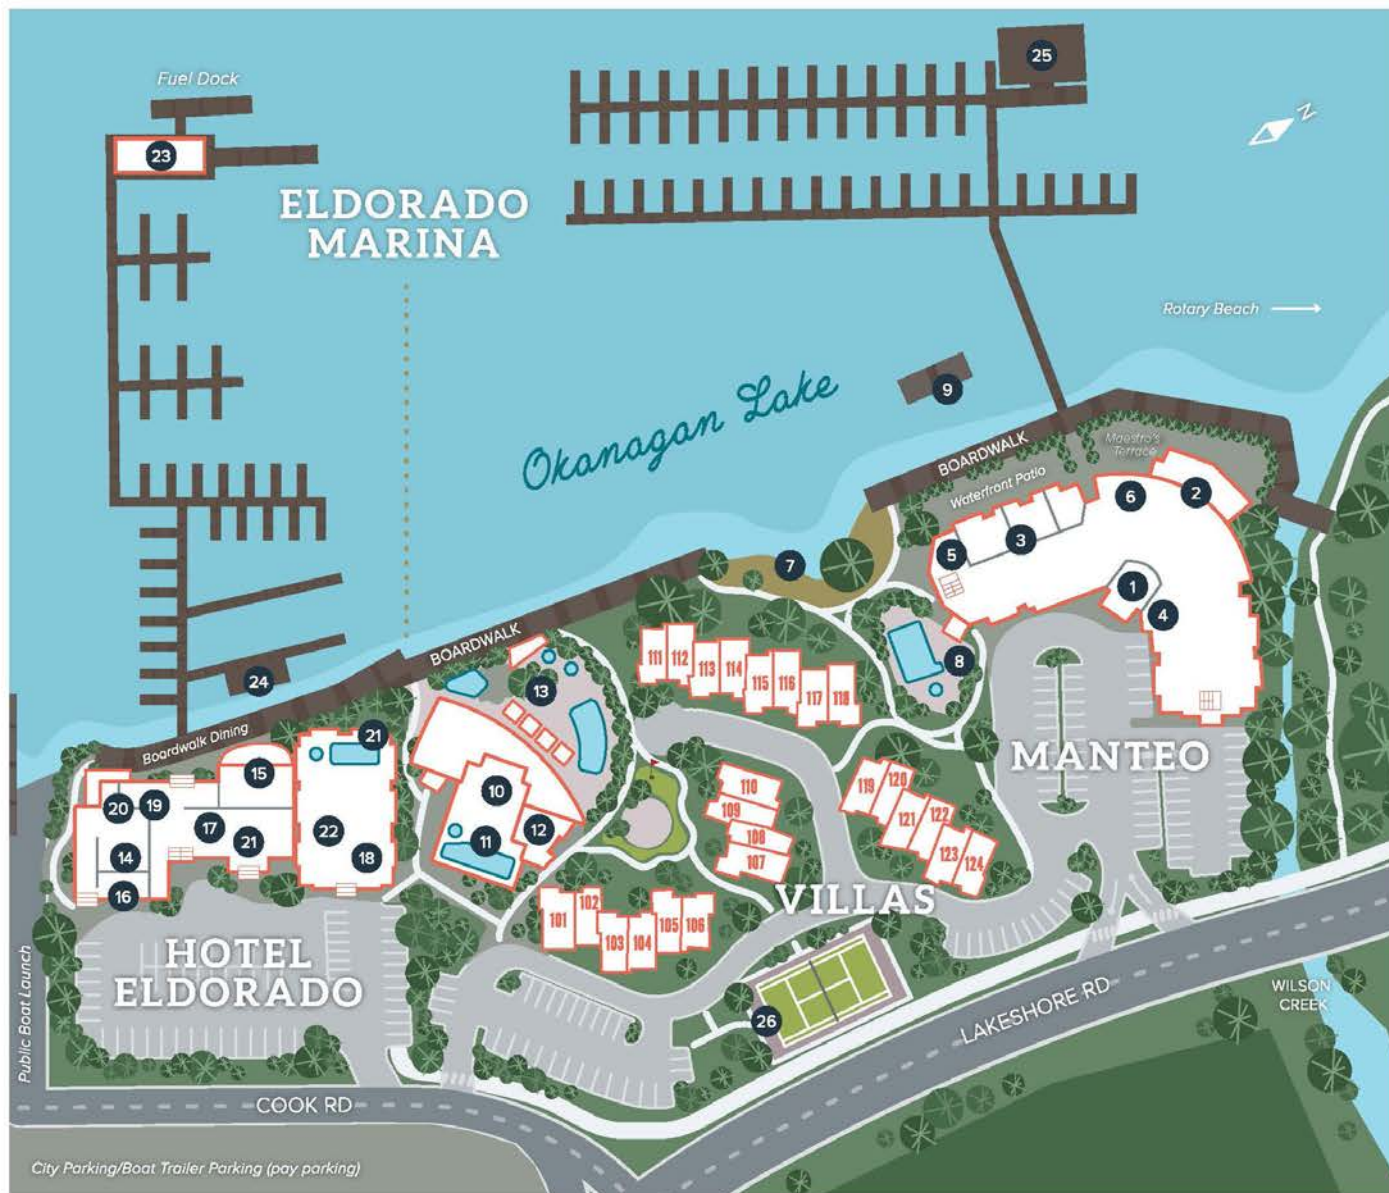 25
Fuel Dock
N
23
ELDORADO
MARINA
Rotary Beach
9
Okanagan Lake
BOARDWALK
Maestro's
Terrace
Waterfront Patio
6
2
3
5
7
1
4
BOARDWALK
111
112
113
114
115
116
117
118
8
24
13
Boardwalk Dining
21
15
MANTEO
20
19
17
22
21
14
18
16
10
11
12
110
109
108
107
119
120
121
122
123
124
VILLAS
101
102
103
104
105
106
HOTEL
ELDORADO
26
Public Boat Launch
LAKESHORE RD
WILSON
CREEK
COOK RD
City Parking/Boat Trailer Parking (pay parking)